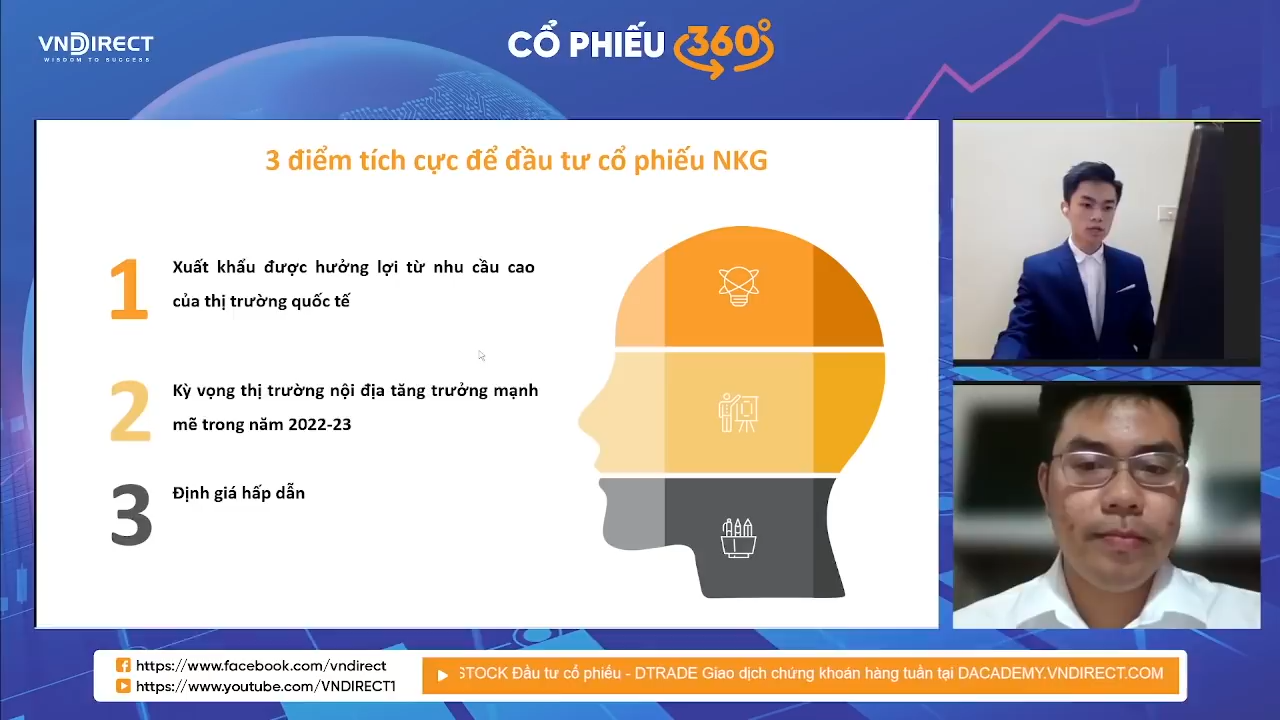 VNDIRECT
WISDOM TO SUCCESS
CỔ PHIẾU 360°
3 điểm tích cực để đầu tư cổ phiếu NKG
1
Xuất khẩu được hưởng lợi từ nhu cầu cao
của thị trường quốc tế
2
Kỳ vọng thị trường nội địa tăng trưởng mạnh
mẽ trong năm 2022-23
3
Định giá hấp dẫn
https://www.facebook.com/vndirect
https://www.youtube.com/VNDIRECT1
STOCK Đầu tư cổ phiếu - DTRADE Giao dịch chứng khoán hàng tuần tại DACADEMY.VNDIRECT.COM